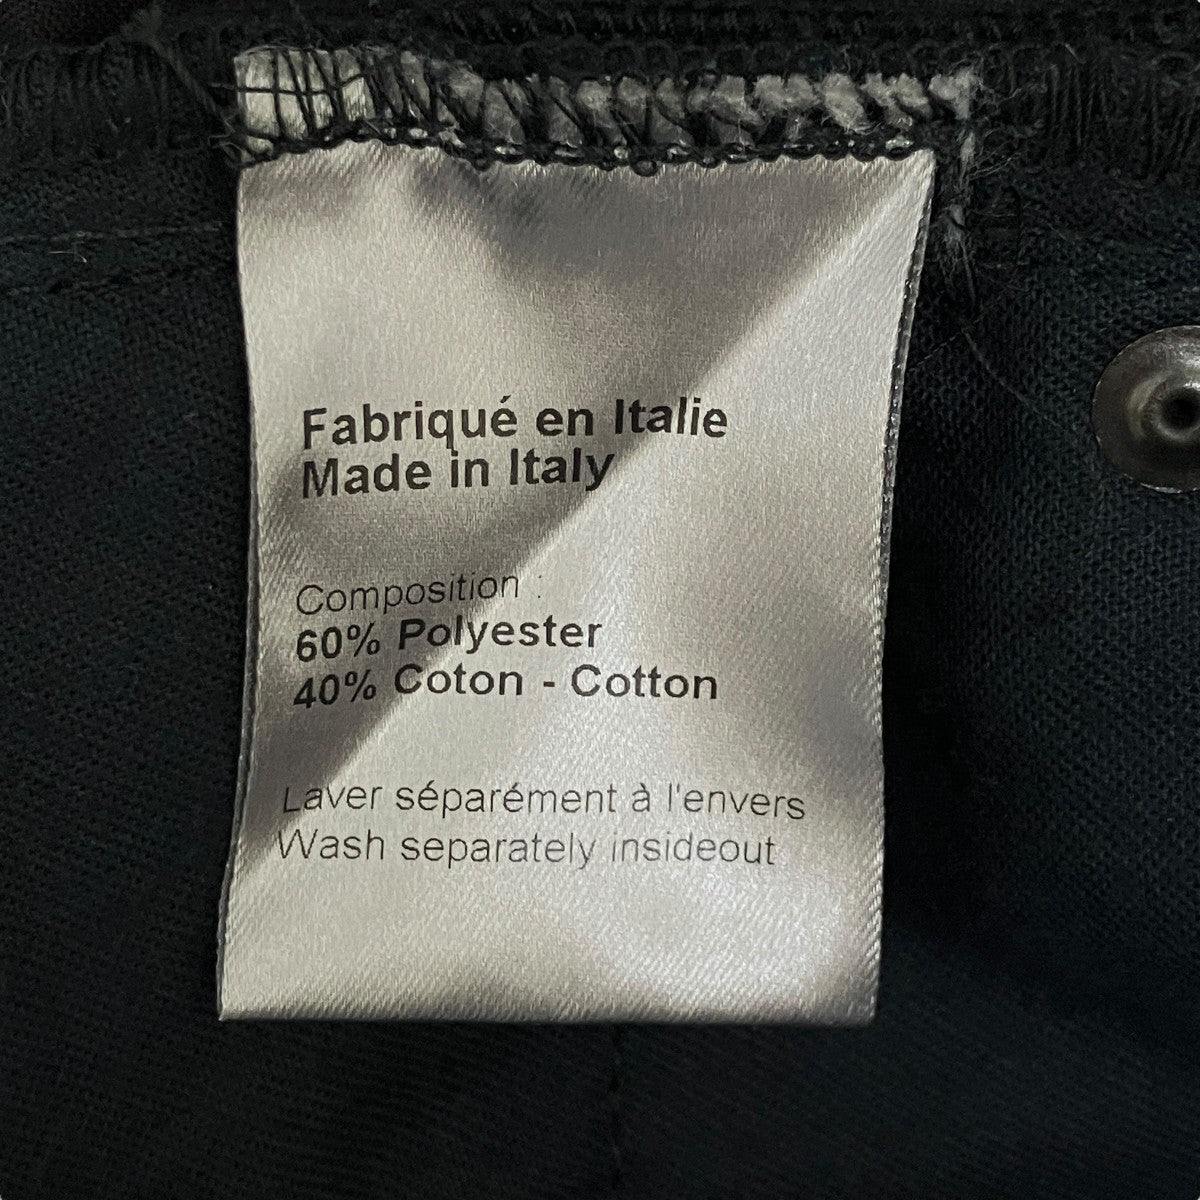 Fabriqué en Italie
Made in Italy
Composition :
60% Polyester
40% Coton - Cotton
Laver séparément à l'envers
Wash separately insideout